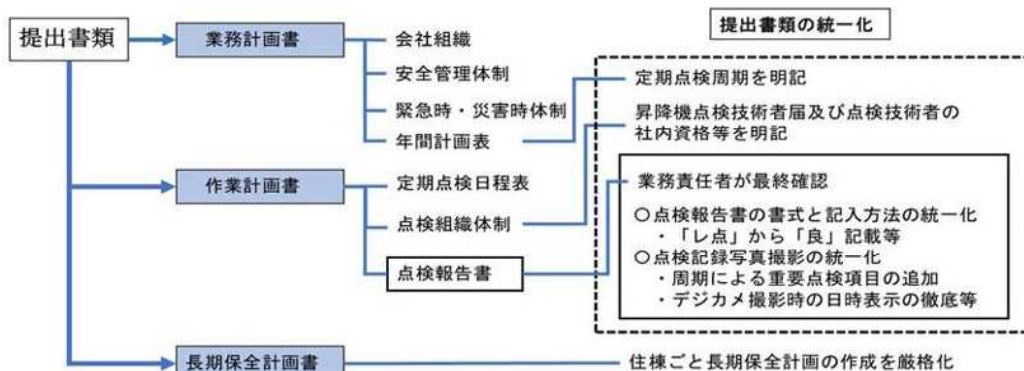 提出書類の統一化
提出書類
業務計画書
会社組織
安全管理体制
緊急時・災害時体制
年間計画表
定期点検周期を明記
昇降機点検技術者届及び点検技術者の
社内資格等を明記
作業計画書
定期点検日程表
点検組織体制
点検報告書
業務責任者が最終確認
〇点検報告書の書式と記入方法の統一化
・「レ点」から「良」記載等
〇点検記録写真撮影の統一化
・周期による重要点検項目の追加
・デジカメ撮影時の日時表示の徹底等
長期保全計画書
住棟ごと長期保全計画の作成を厳格化